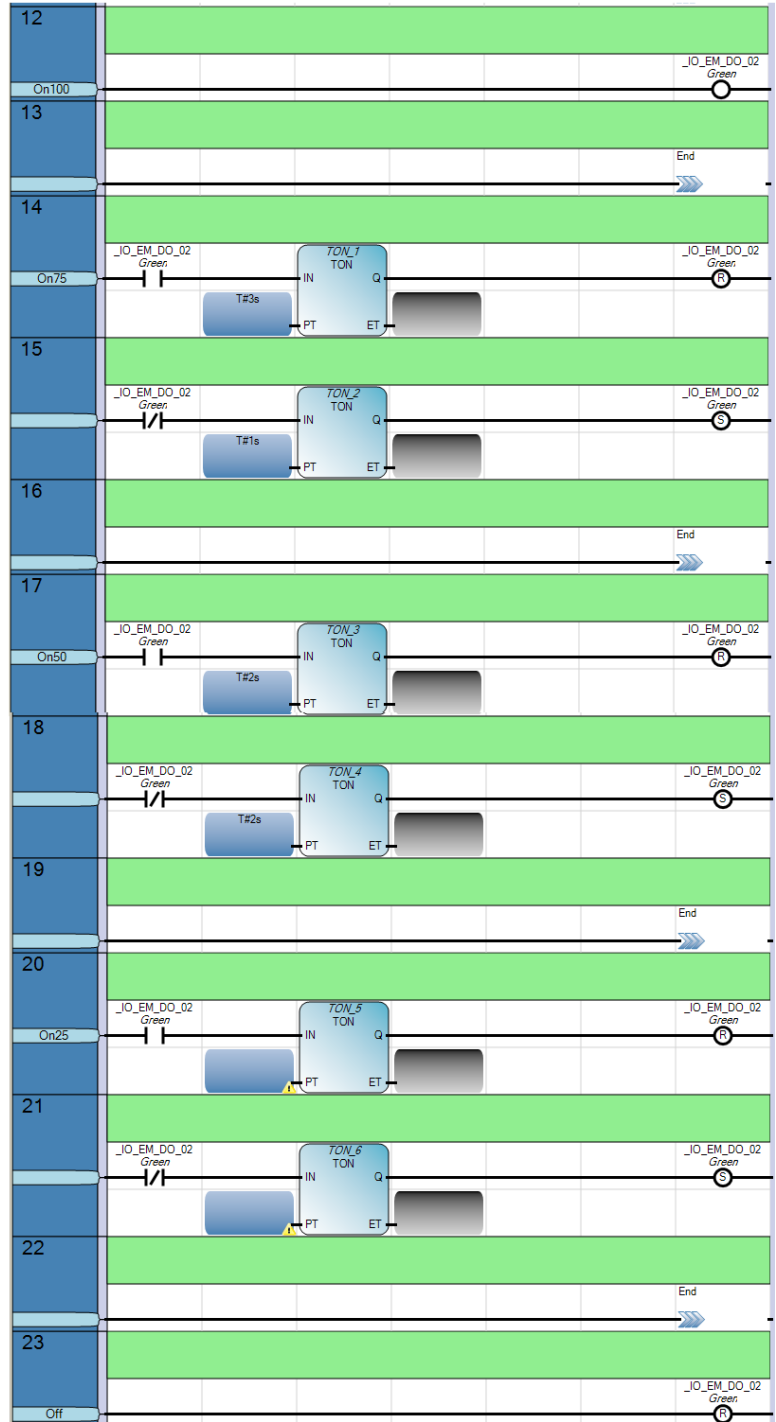 12
_IO_EM_DO_02
Green
On100
13
End
14
_IO_EM_DO_02
Green
TON_1
TON
_IO_EM_DO_02
Green
On75
IN
Q
R
T#3s
PT
ET
15
_IO_EM_DO_02
Green
TON_2
TON
_IO_EM_DO_02
Green
IN
Q
S
T#1s
PT
ET
16
End
17
_IO_EM_DO_02
Green
TON_3
TON
_IO_EM_DO_02
Green
On50
IN
Q
R
T#2s
PT
ET
18
_IO_EM_DO_02
Green
TON_4
TON
_IO_EM_DO_02
Green
IN
Q
S
T#2s
PT
ET
19
End
20
_IO_EM_DO_02
Green
TON_5
TON
_IO_EM_DO_02
Green
On25
IN
Q
R
!
PT
ET
21
_IO_EM_DO_02
Green
TON_6
TON
_IO_EM_DO_02
Green
IN
Q
S
!
PT
ET
22
End
23
_IO_EM_DO_02
Green
Off
R